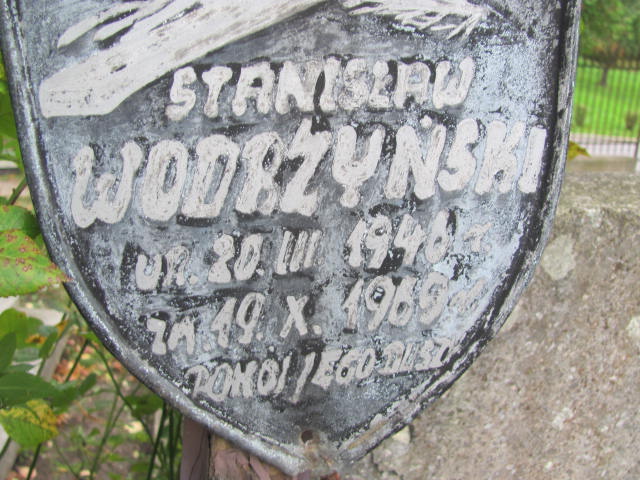 STANISŁAW
WODRZYŃSKI
UR. 20. III 1940 r
ZM. 19. X. 1969
POKÓJ JEGO DUSZY